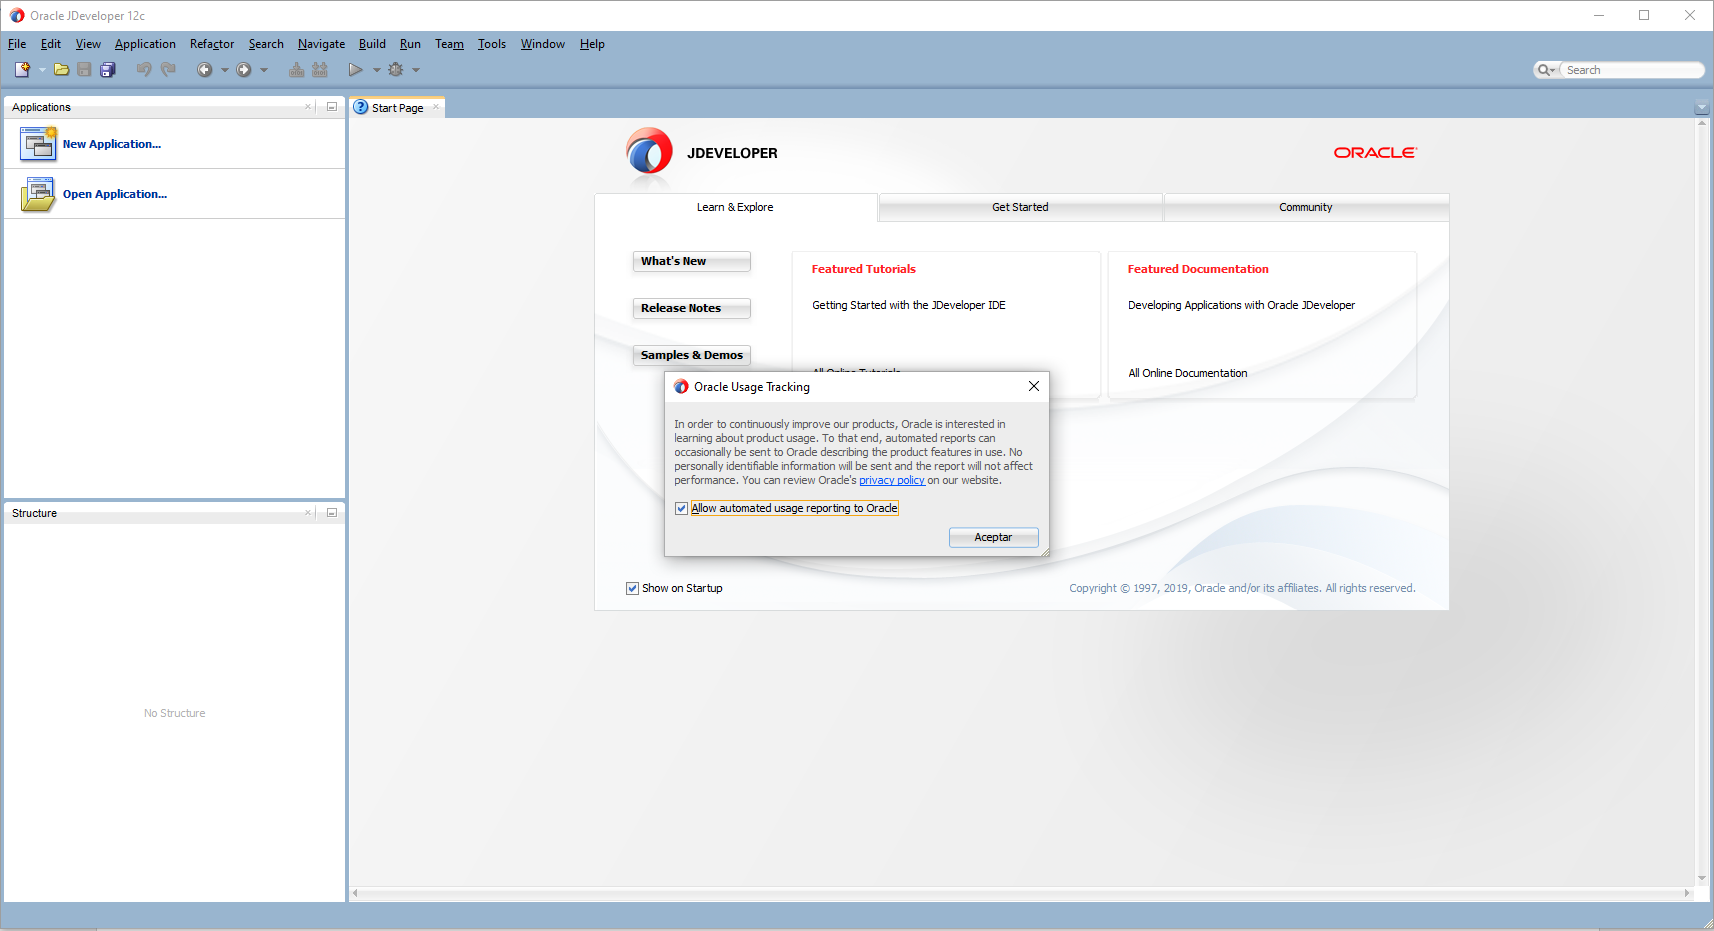 Oracle JDeveloper 12c
File Edit View Application Refactor Search Navigate Build Run Team Tools Window Help
Search
Applications
New Application...
Open Application...
Structure
No Structure
Start Page
JDEVELOPER
ORACLE
Learn & Explore
Get Started
Community
What's New
Release Notes
Samples & Demos
Featured Tutorials
Getting Started with the JDeveloper IDE
All Online Tutorials
Featured Documentation
Developing Applications with Oracle JDeveloper
All Online Documentation
Oracle Usage Tracking
In order to continuously improve our products, Oracle is interested in
learning about product usage. To that end, automated reports can
occasionally be sent to Oracle describing the product features in use. No
personally identifiable information will be sent and the report will not affect
performance. You can review Oracle's privacy policy on our website.
Allow automated usage reporting to Oracle
Aceptar
Show on Startup
Copyright © 1997, 2019, Oracle and/or its affiliates. All rights reserved.